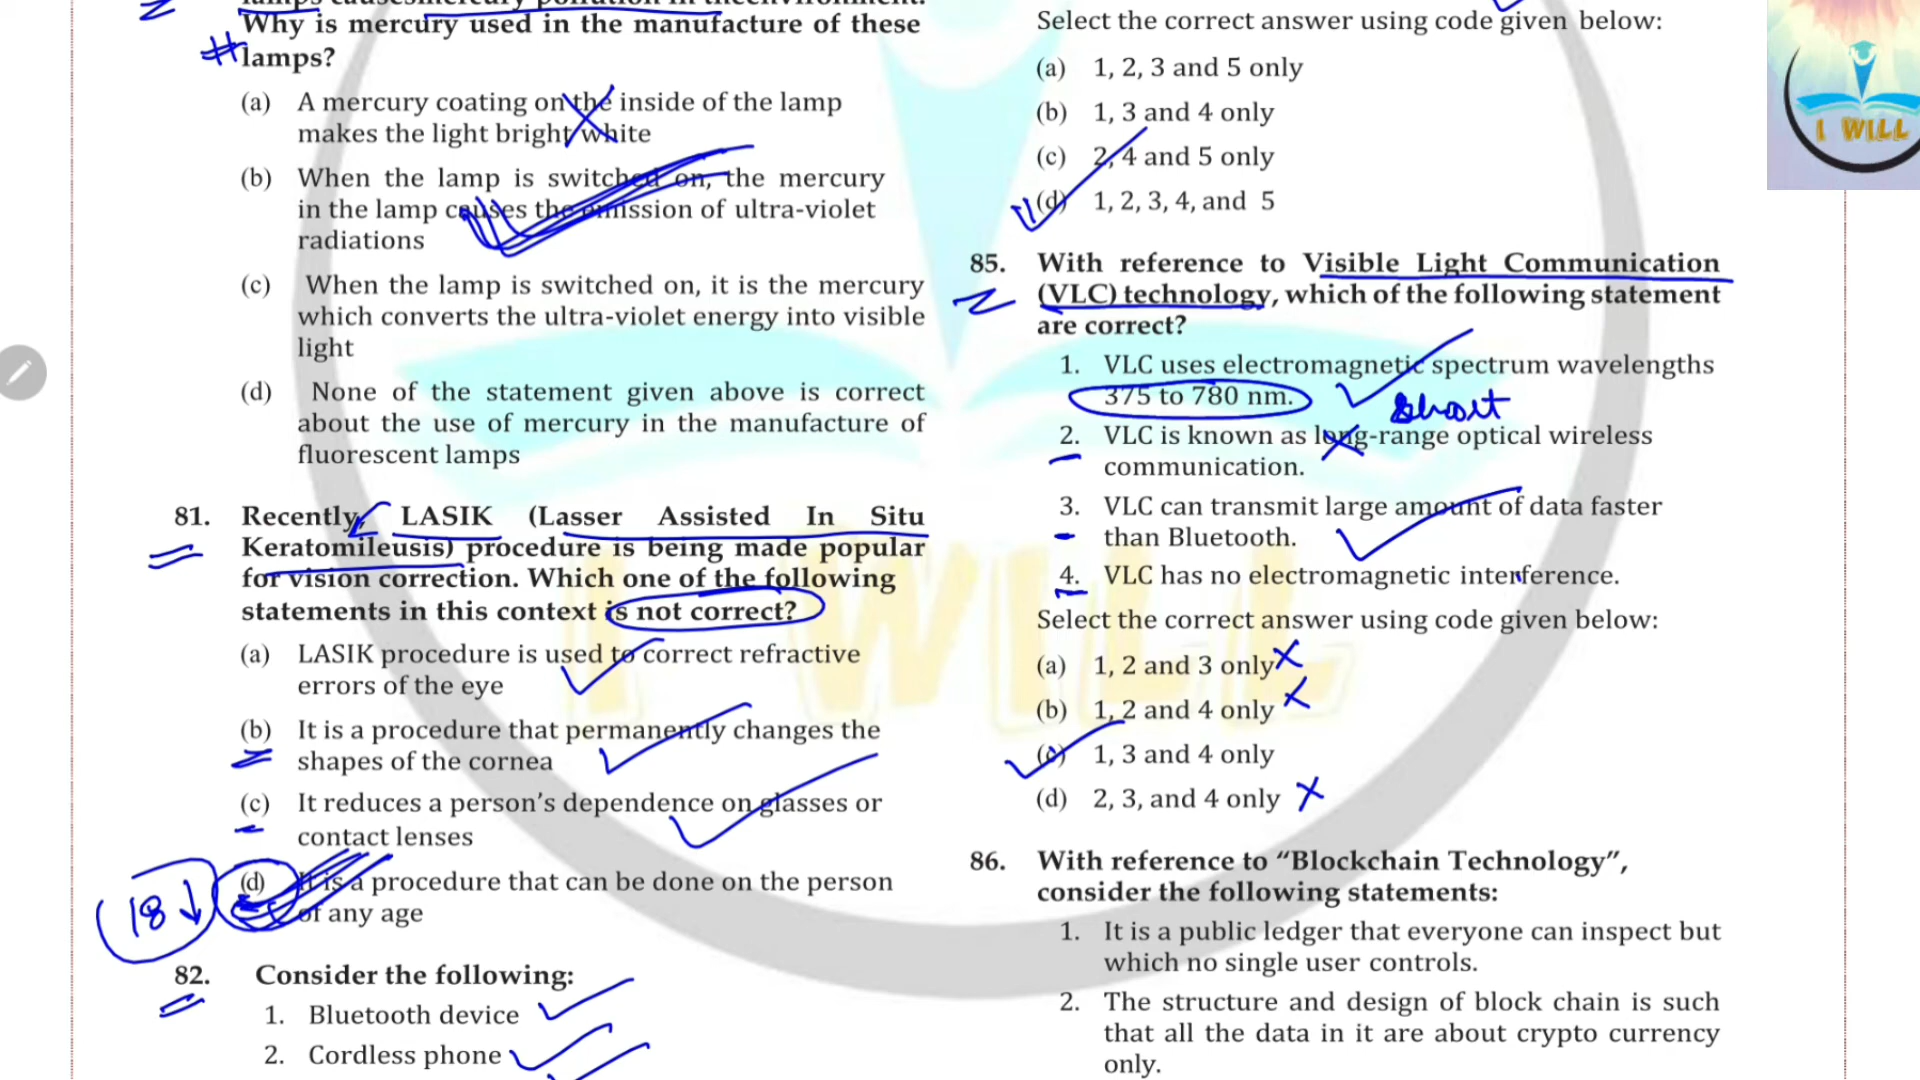 Why is mercury used in the manufacture of these
# lamps?
(a) A mercury coating on the inside of the lamp
makes the light bright white
(b) When the lamp is switched on, the mercury
in the lamp causes the emission of ultra-violet
radiations
(c) When the lamp is switched on, it is the mercury
which converts the ultra-violet energy into visible
light
(d) None of the statement given above is correct
about the use of mercury in the manufacture of
fluorescent lamps
81. Recently, LASIK (Lasser Assisted In Situ
Keratomileusis) procedure is being made popular
for vision correction. Which one of the following
statements in this context is not correct?
(a) LASIK procedure is used to correct refractive
errors of the eye
(b) It is a procedure that permanently changes the
shapes of the cornea
(c) It reduces a person's dependence on glasses or
contact lenses
(d) It is a procedure that can be done on the person
of any age
18↓
82. Consider the following:
1. Bluetooth device
2. Cordless phone
Select the correct answer using code given below:
(a) 1, 2, 3 and 5 only
(b) 1, 3 and 4 only
(c) 2, 4 and 5 only
(d) 1, 2, 3, 4, and 5
85. With reference to Visible Light Communication
(VLC) technology, which of the following statement
are correct?
1. VLC uses electromagnetic spectrum wavelengths
375 to 780 nm.
short
2. VLC is known as long-range optical wireless
communication.
3. VLC can transmit large amount of data faster
than Bluetooth.
4. VLC has no electromagnetic interference.
Select the correct answer using code given below:
(a) 1, 2 and 3 only
(b) 1, 2 and 4 only
(c) 1, 3 and 4 only
(d) 2, 3, and 4 only
86. With reference to "Blockchain Technology",
consider the following statements:
1. It is a public ledger that everyone can inspect but
which no single user controls.
2. The structure and design of block chain is such
that all the data in it are about crypto currency
only.
I WILL
I WILL